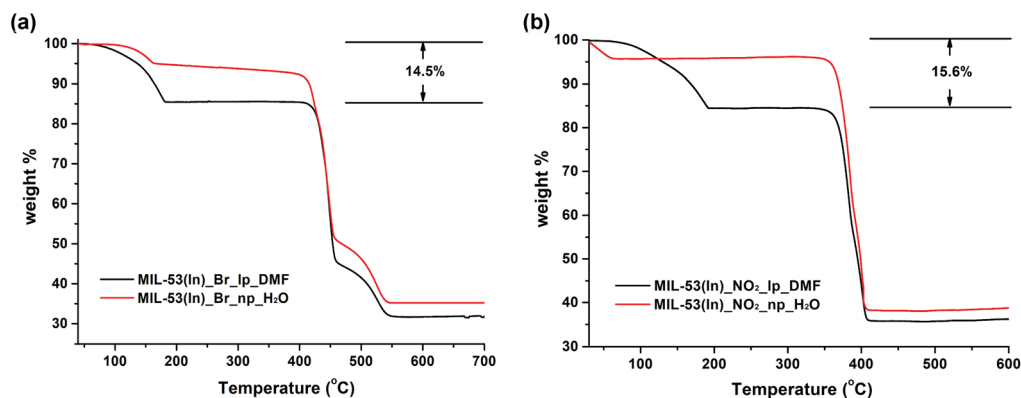 (a)
100
90
80
70
60
50
40
30
weight %
14.5%
MIL-53(In)_Br_lp_DMF
MIL-53(In)_Br_np_H₂O
100 200 300 400 500 600 700
Temperature (°C)
(b)
100
90
80
70
60
50
40
30
weight %
15.6%
MIL-53(In)_NO₂_lp_DMF
MIL-53(In)_NO₂_np_H₂O
100 200 300 400 500 600
Temperature (°C)